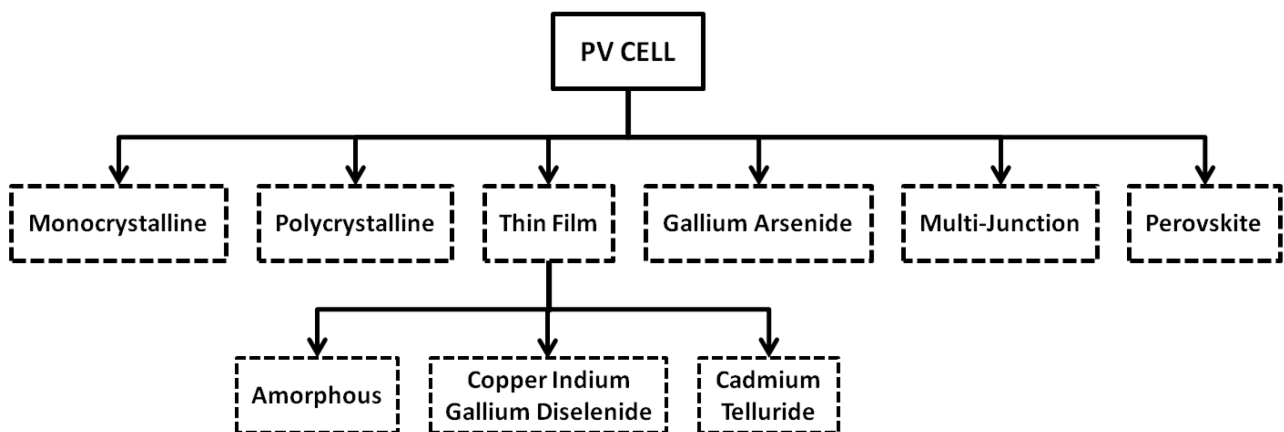 PV CELL
Monocrystalline
Polycrystalline
Thin Film
Gallium Arsenide
Multi-Junction
Perovskite
Amorphous
Copper Indium
Gallium Diselenide
Cadmium
Telluride